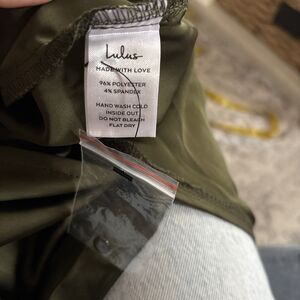 Lulus
MADE WITH LOVE
96% POLYESTER
4% SPANDEX
HAND WASH COLD
INSIDE OUT
DO NOT BLEACH
FLAT DRY